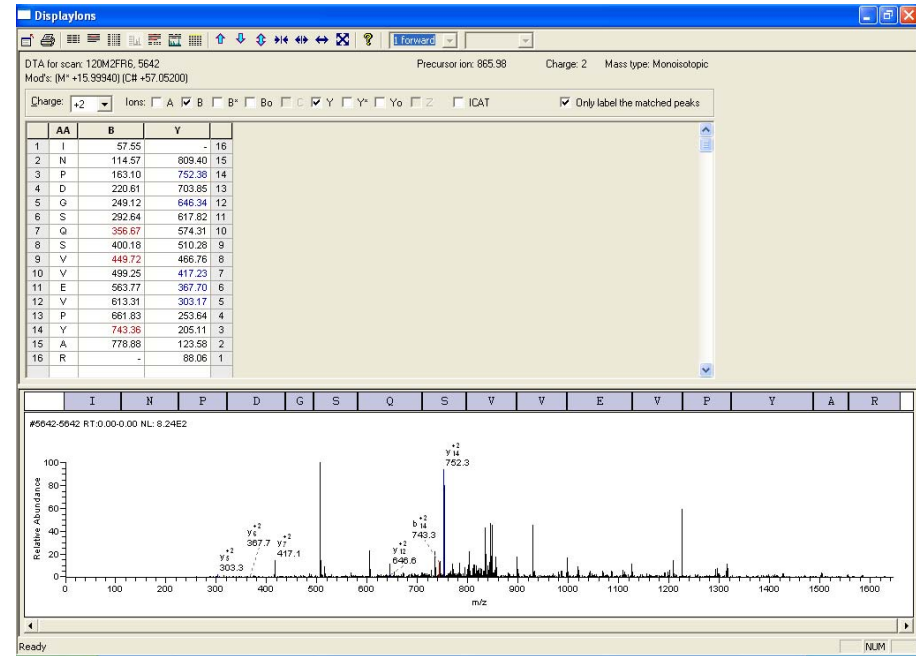 DisplayIons
1 Forward
DTA for scan: 120M2FR6, 5642 Precursor ion: 865.98 Charge: 2 Mass type: Monoisotopic
Mod's: (M* +15.99940) (C# +57.05200)
Charge: +2 Ions: A B B* Bo C Y Y* Yo Z ICAT Only label the matched peaks
AA B Y
1 I 57.55 - 16
2 N 114.57 809.40 15
3 P 163.10 752.38 14
4 D 220.61 703.85 13
5 G 249.12 646.34 12
6 S 292.64 617.82 11
7 Q 356.67 574.31 10
8 S 400.18 510.28 9
9 V 449.72 466.76 8
10 V 499.25 417.23 7
11 E 563.77 367.70 6
12 V 613.31 303.17 5
13 P 661.83 253.64 4
14 Y 743.36 205.11 3
15 A 778.88 123.58 2
16 R - 88.06 1
I N P D G S Q S V V E V P Y A R
#5642-5642 RT:0.00-0.00 NL: 8.24E2
y14+2
752.3
b14+2
743.3
y6+2
367.7
y7+2
417.1
y12+2
646.6
y5+2
303.3
100
80
60
40
20
0
Relative Abundance
0 100 200 300 400 500 600 700 800 900 1000 1100 1200 1300 1400 1500 1600
m/z
Ready NUM